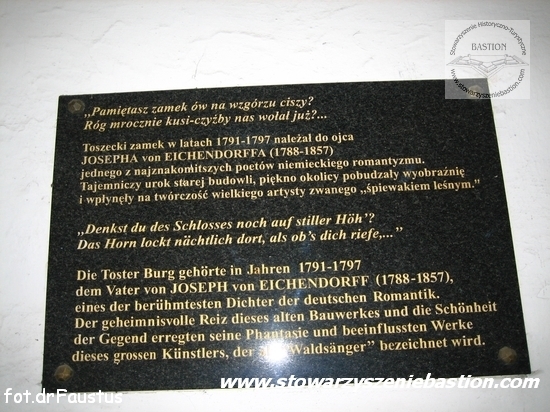 Stowarzyszenie Historyczno-Turystyczne
BASTION
www.stowarzyszeniebastion.com
„Pamiętasz zamek ów na wzgórzu ciszy?
Róg mrocznie kusi-czyżby nas wołał już?...
Toszecki zamek w latach 1791-1797 należał do ojca
JOSEPHA von EICHENDORFFA (1788-1857)
jednego z najznakomitszych poetów niemieckiego romantyzmu.
Tajemniczy urok starej budowli, piękno okolicy pobudzały wyobraźnię
i wpłynęły na twórczość wielkiego artysty zwanego „śpiewakiem leśnym."
„Denkst du des Schlosses noch auf stiller Höh'?
Das Horn lockt nächtlich dort, als ob's dich riefe,..."
Die Toster Burg gehörte in Jahren 1791-1797
dem Vater von JOSEPH von EICHENDORFF (1788-1857),
eines der berühmtesten Dichter der deutschen Romantik.
Der geheimnisvolle Reiz dieses alten Bauwerkes und die Schönheit
der Gegend erregten seine Phantasie und beeinflussten Werke
dieses grossen Künstlers, der Waldsänger" bezeichnet wird.
fot.drFaustus
www.stowarzyszeniebastion.com